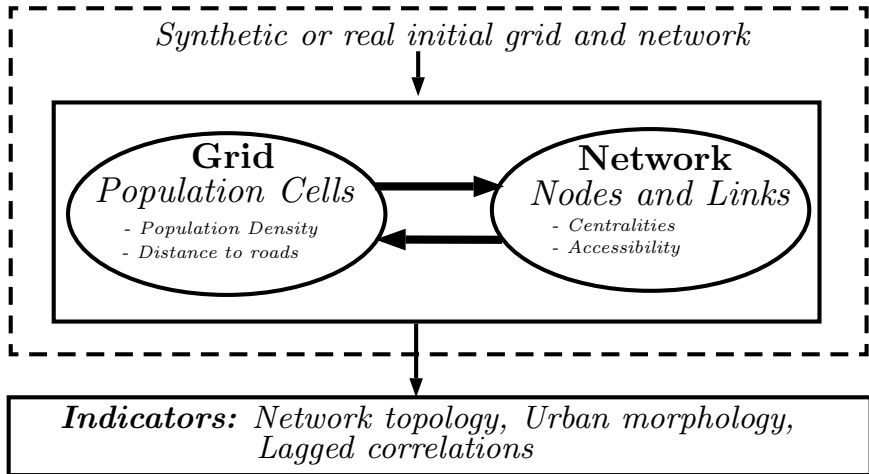 Synthetic or real initial grid and network
Grid
Population Cells
- Population Density
- Distance to roads
Network
Nodes and Links
- Centralities
- Accessibility
Indicators: Network topology, Urban morphology,
Lagged correlations